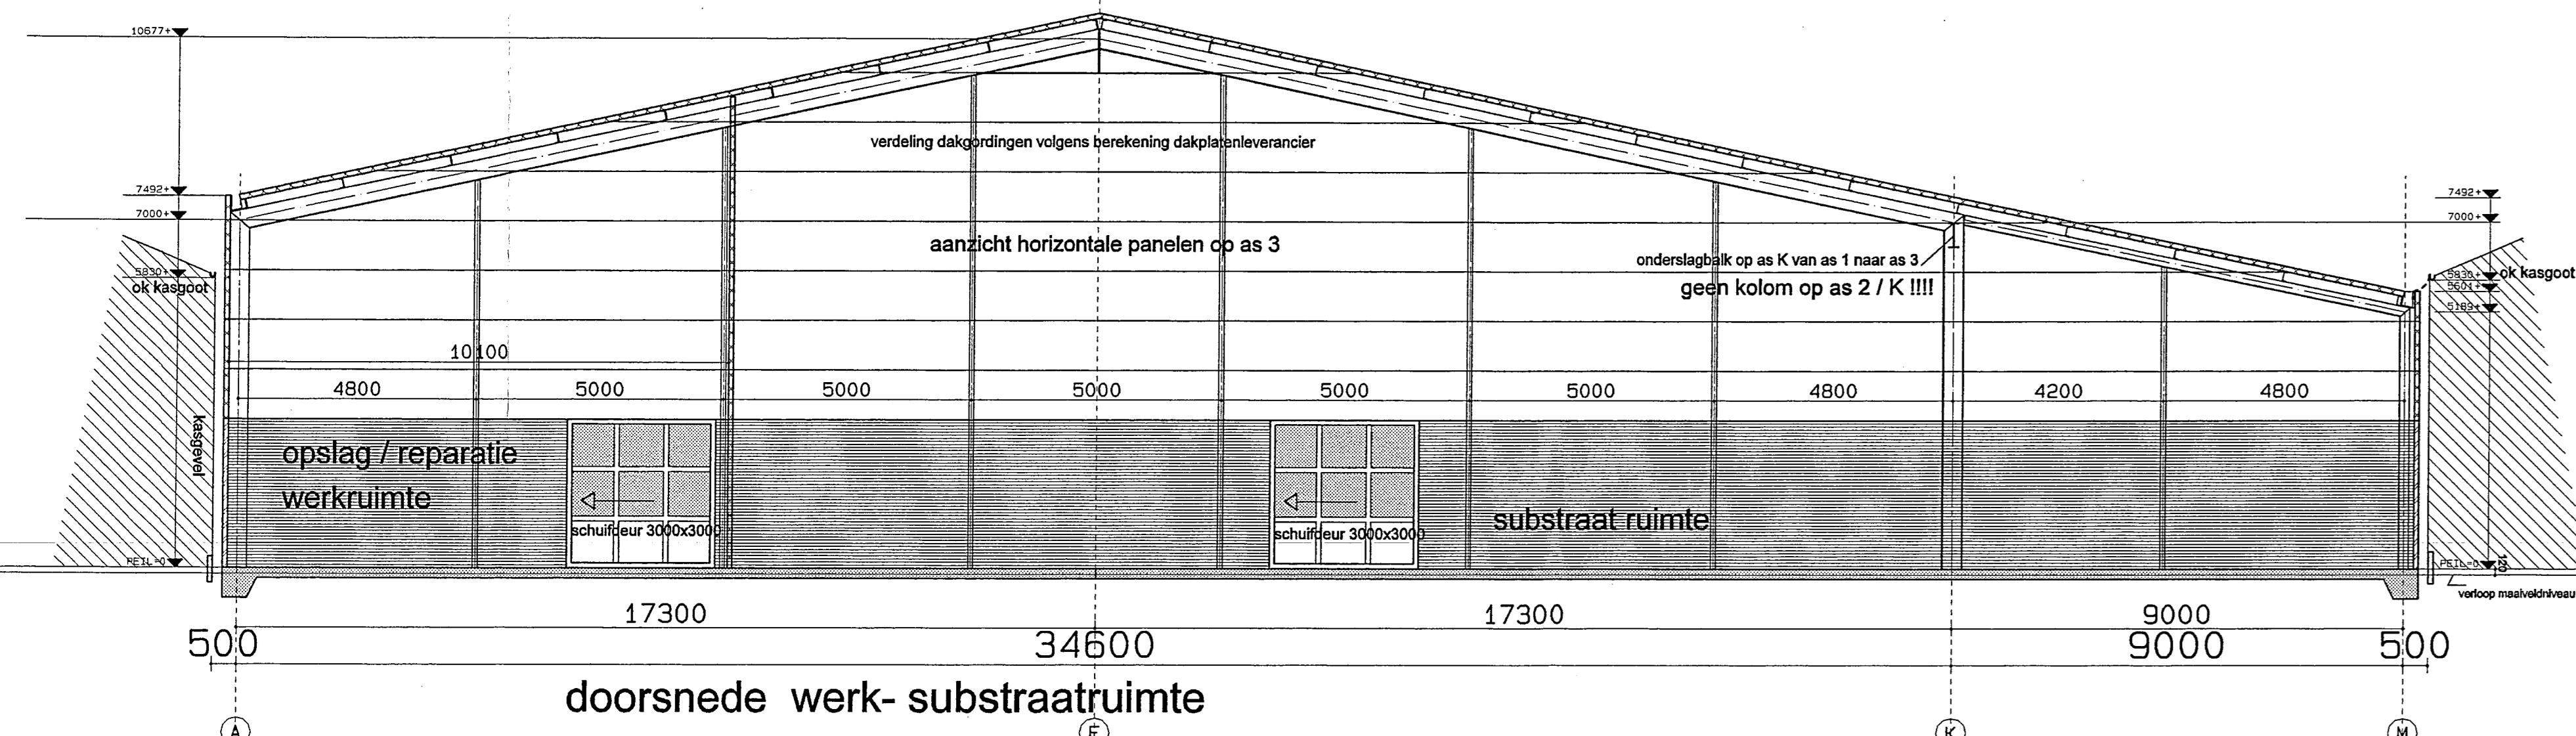 10677+
7492+
7000+
5830+
ok kasgoot
kasgevel
PEIL=0
verdeling dakgordingen volgens berekening dakplatenleverancier
aanzicht horizontale panelen op as 3
onderslagbalk op as K van as 1 naar as 3
geen kolom op as 2 / K !!!!
7492+
7000+
5830+
ok kasgoot
5601+
5189+
10100
4800 5000 5000 5000 5000 5000 4800 4200 4800
opslag / reparatie
werkruimte
schuifdeur 3000x3000
schuifdeur 3000x3000
substraat ruimte
PEIL=0
120
verloop maaiveldniveau
17300 17300 9000
500 34600 9000 500
doorsnede werk- substraatruimte
A K M